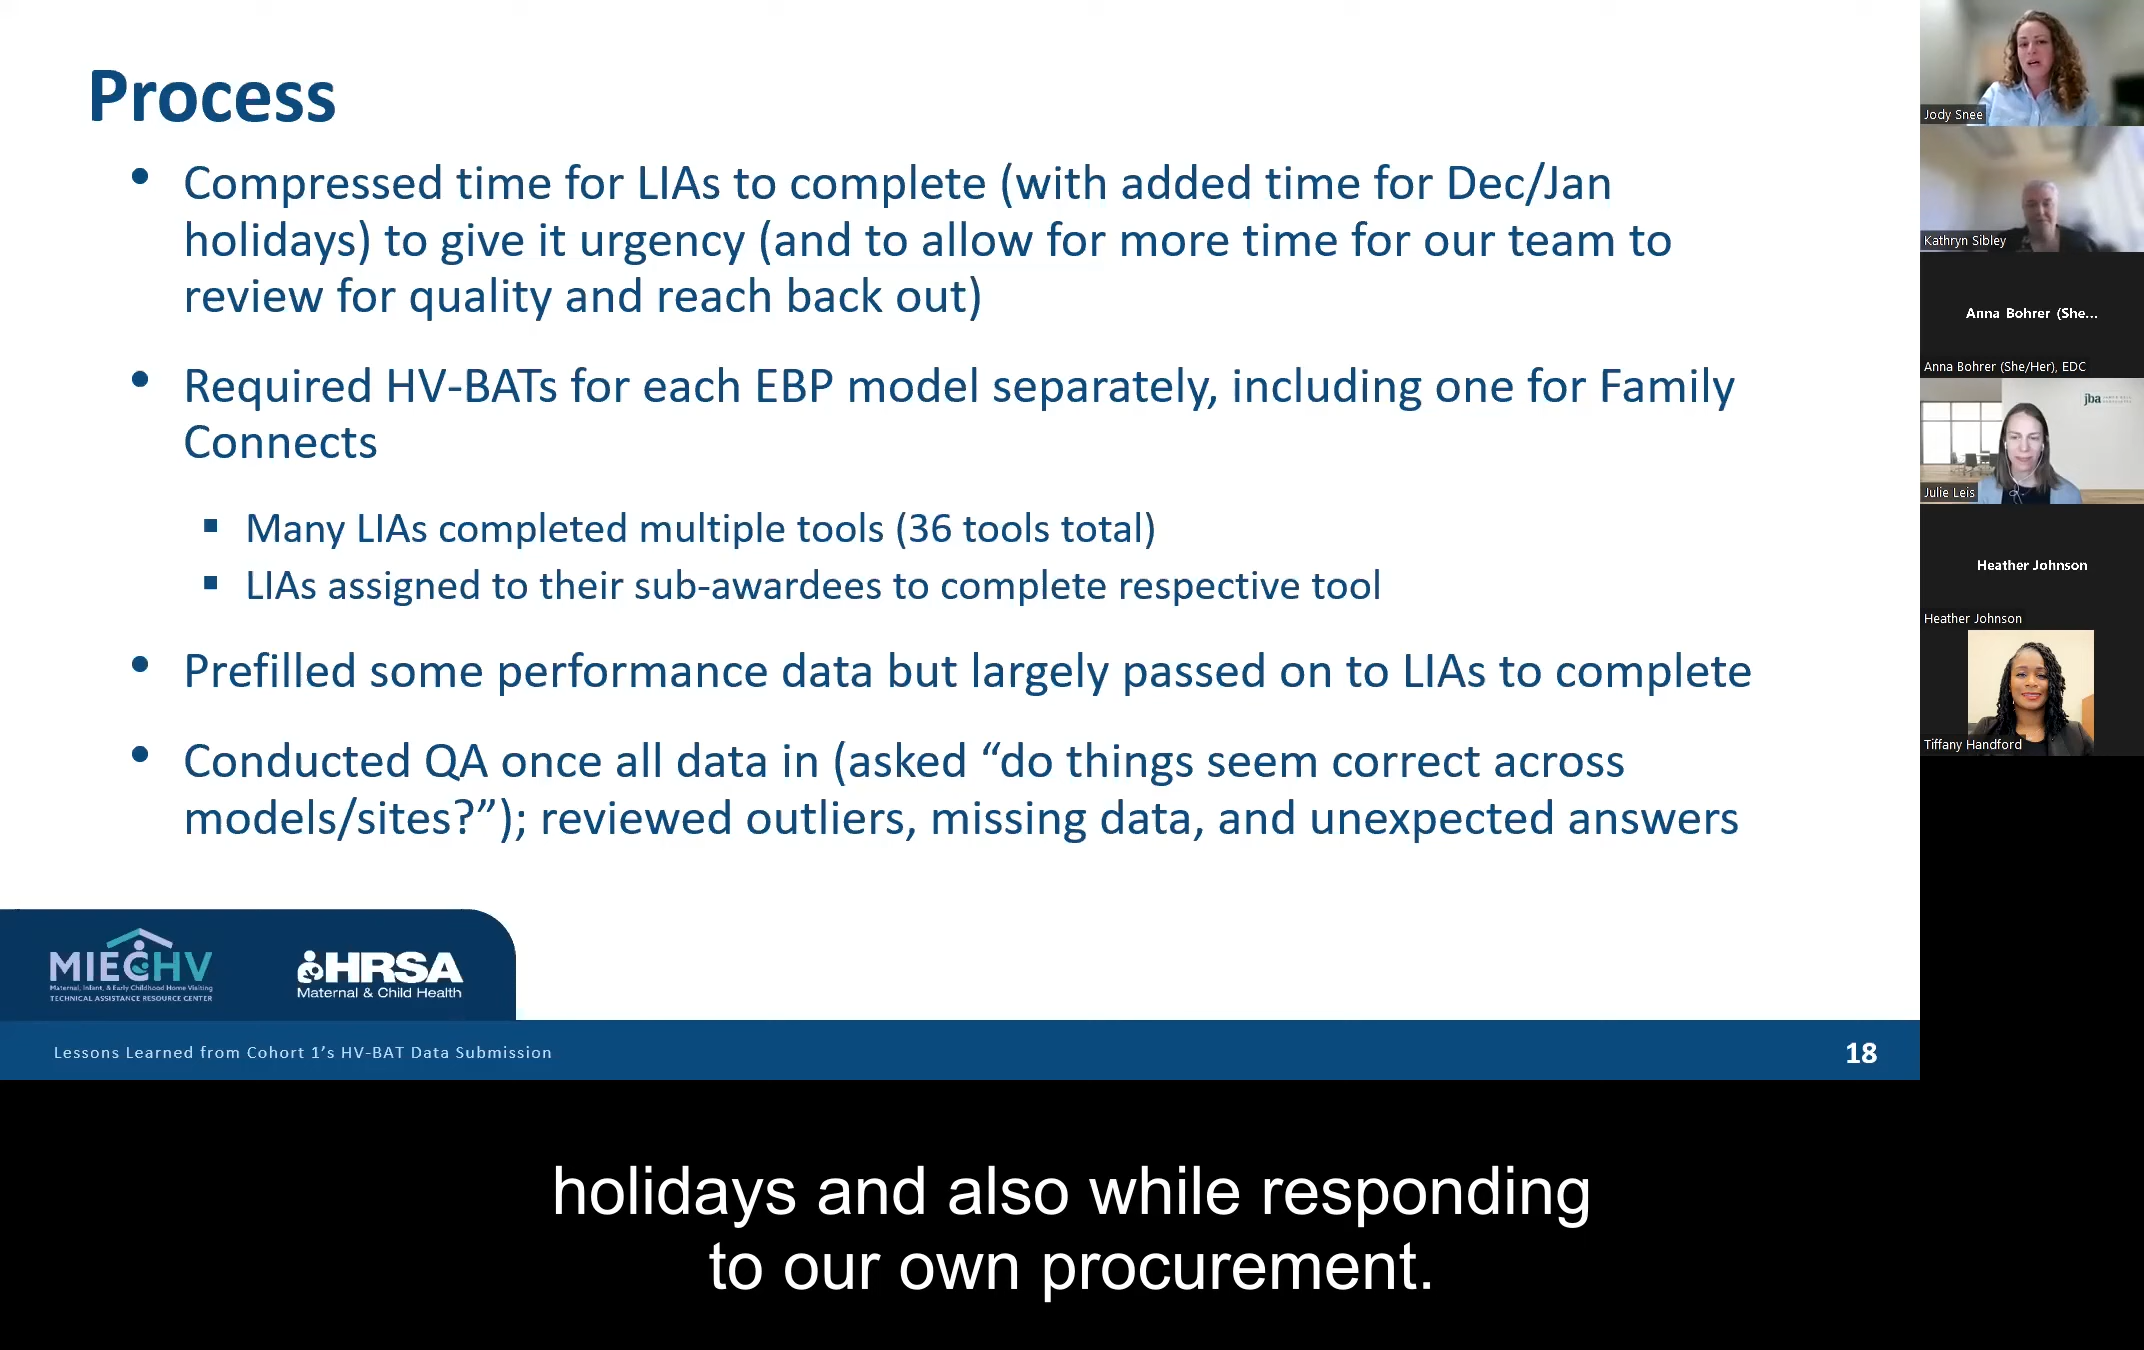 Process
• Compressed time for LIAs to complete (with added time for Dec/Jan
holidays) to give it urgency (and to allow for more time for our team to
review for quality and reach back out)
• Required HV-BATs for each EBP model separately, including one for Family
Connects
▪ Many LIAs completed multiple tools (36 tools total)
▪ LIAs assigned to their sub-awardees to complete respective tool
• Prefilled some performance data but largely passed on to LIAs to complete
• Conducted QA once all data in (asked “do things seem correct across
models/sites?”); reviewed outliers, missing data, and unexpected answers
MIECHV
Maternal, Infant, & Early Childhood Home Visiting
TECHNICAL ASSISTANCE RESOURCE CENTER
HRSA
Maternal & Child Health
Lessons Learned from Cohort 1’s HV-BAT Data Submission
18
Jody Snee
Kathryn Sibley
Anna Bohrer (She...
Anna Bohrer (She/Her), EDC
jba
Julie Leis
Heather Johnson
Heather Johnson
Tiffany Handford
holidays and also while responding
to our own procurement.